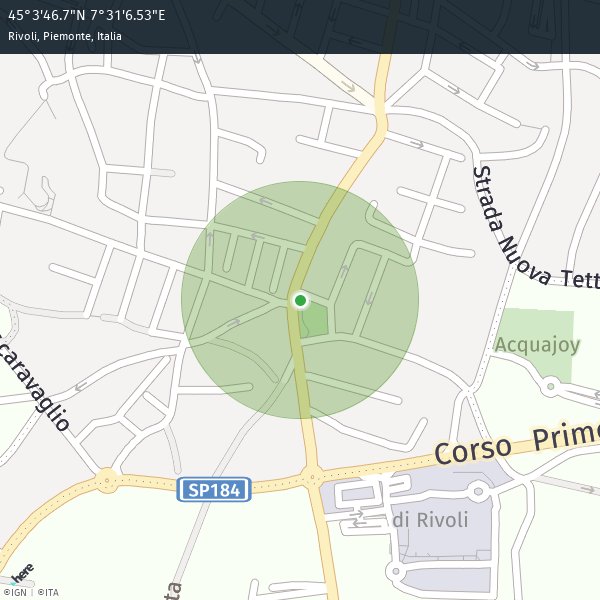 45°3'46.7"N 7°31'6.53"E
Rivoli, Piemonte, Italia
Strada Nuova Tett
Acquajoy
caravaglio
Corso Primo
SP184
di Rivoli
ta
here
©IGN | ©ITA